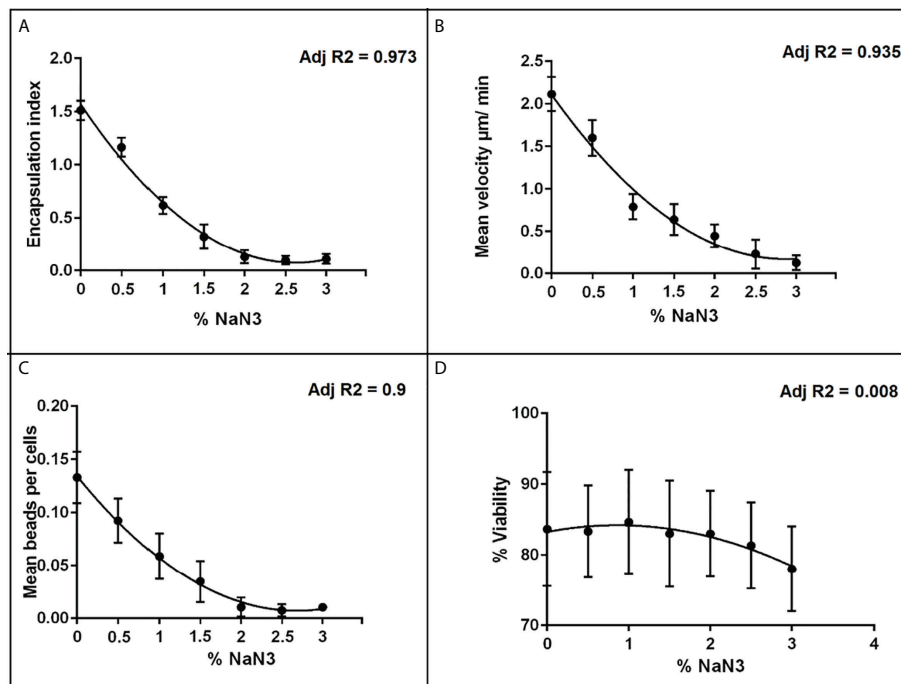 A
Adj R2 = 0.973
Encapsulation index
2.0
1.5
1.0
0.5
0.0
0 0.5 1 1.5 2 2.5 3
% NaN3
B
Adj R2 = 0.935
Mean velocity µm/ min
2.5
2.0
1.5
1.0
0.5
0.0
0 0.5 1 1.5 2 2.5 3
% NaN3
C
Adj R2 = 0.9
Mean beads per cells
0.20
0.15
0.10
0.05
0.00
0 0.5 1 1.5 2 2.5 3
% NaN3
D
Adj R2 = 0.008
% Viability
100
90
80
70
0 1 2 3 4
% NaN3